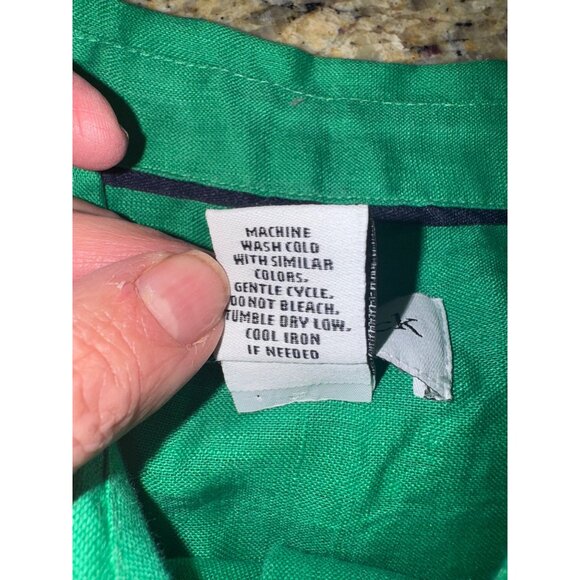 MACHINE
WASH COLD
WITH SIMILAR
COLORS.
GENTLE CYCLE.
DO NOT BLEACH.
TUMBLE DRY LOW.
COOL IRON
IF NEEDED